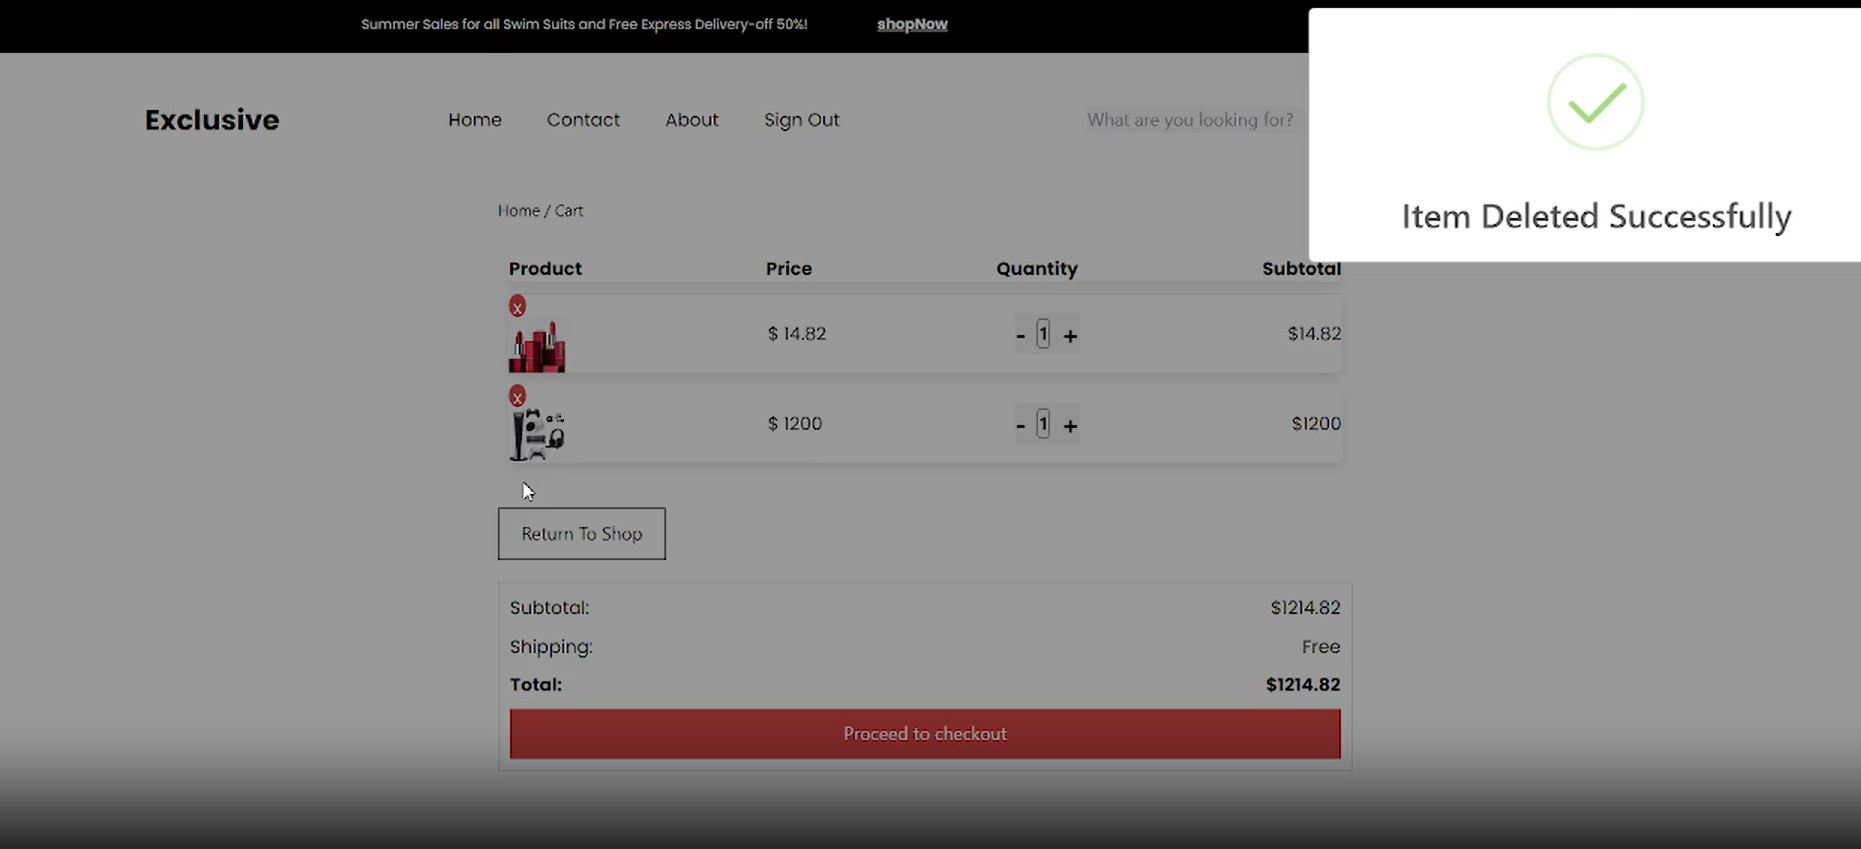 Summer Sales for all Swim Suits and Free Express Delivery-off 50%! shopNow
Exclusive Home Contact About Sign Out What are you looking for?
Item Deleted Successfully
Home / Cart
Product Price Quantity Subtotal
x
$ 14.82 - 1 + $14.82
x
$ 1200 - 1 + $1200
Return To Shop
Subtotal: $1214.82
Shipping: Free
Total: $1214.82
Proceed to checkout